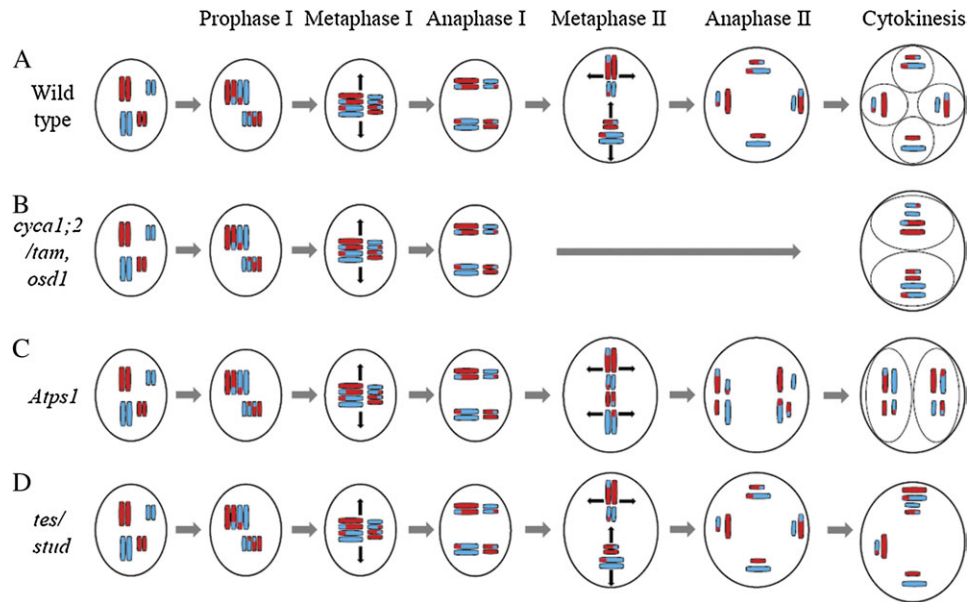 Prophase I Metaphase I Anaphase I Metaphase II Anaphase II Cytokinesis
A
Wild
type
B
cyca1;2
/tam,
osd1
C
Atps1
D
tes/
stud